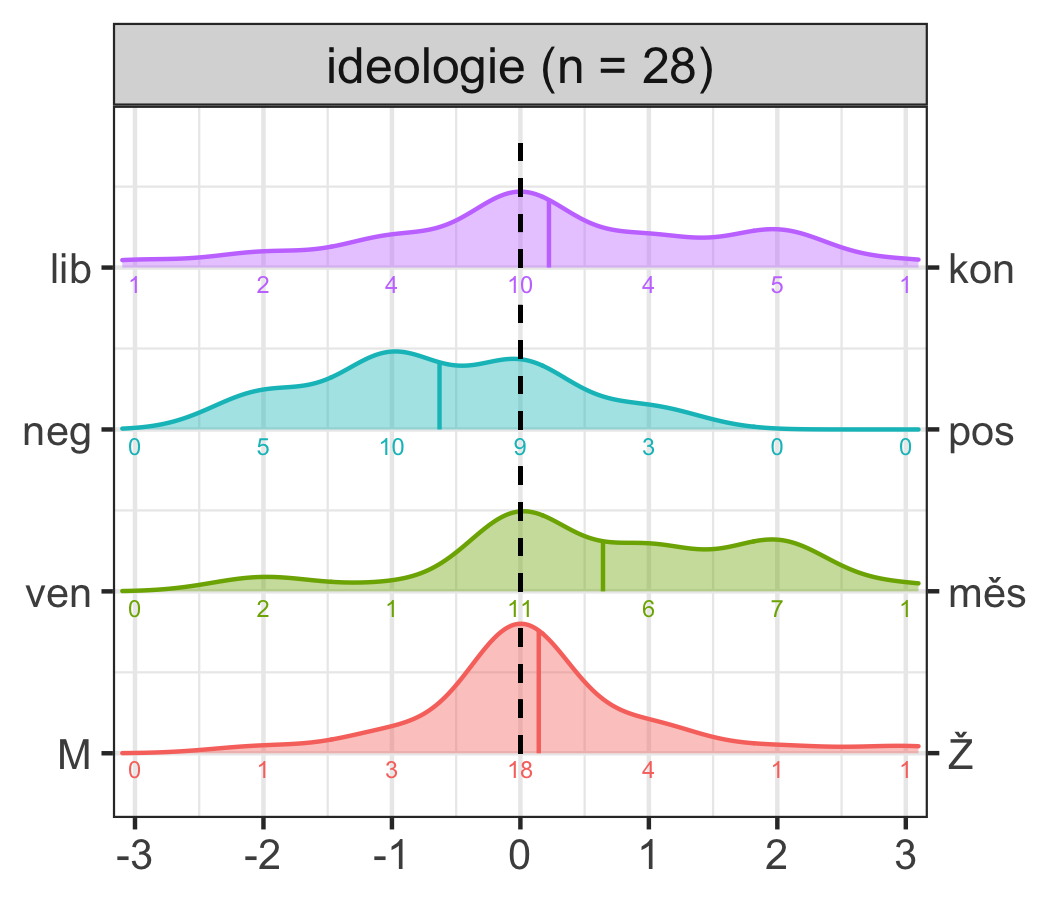 ideologie (n = 28)
lib kon
1 2 4 10 4 5 1
neg pos
0 5 10 9 3 0 0
ven měs
0 2 1 11 6 7 1
M Ž
0 1 3 18 4 1 1
-3 -2 -1 0 1 2 3